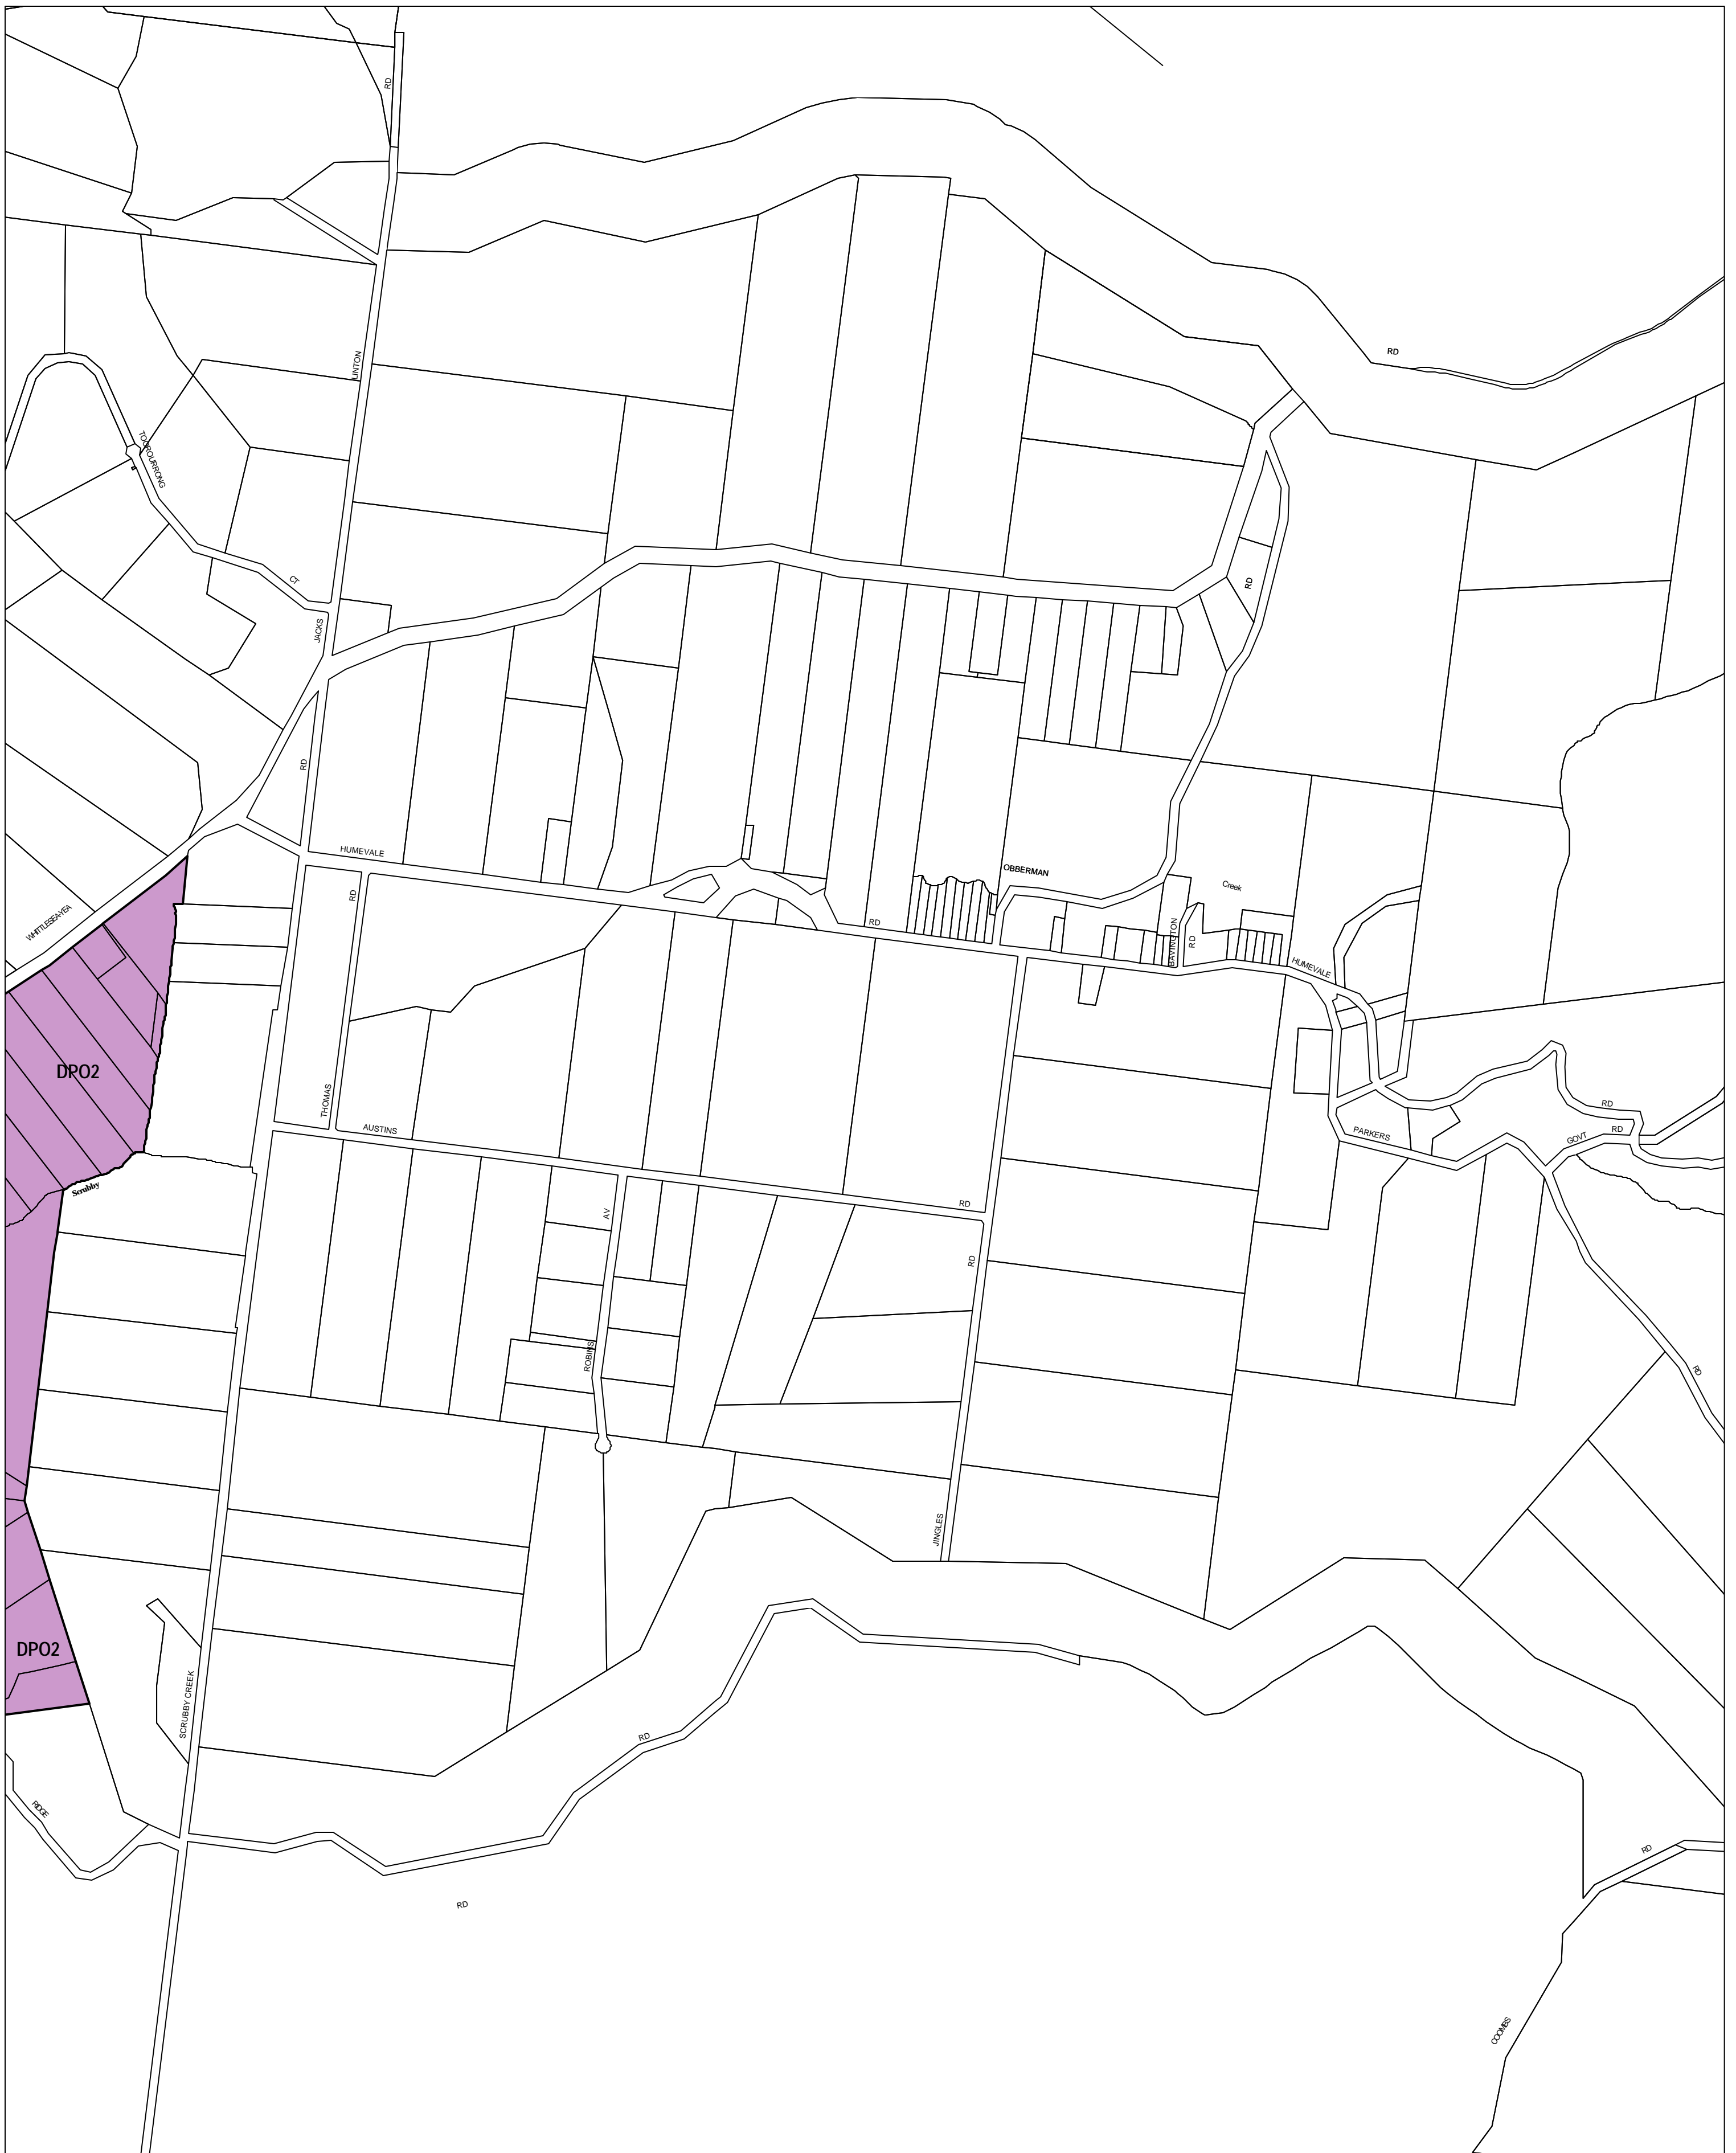 RD
RD
LINTON
TOOROURRONG
CT
RD
JACKS
RD
HUMEVALE
OBBERMAN
Creek
RD
RD
WHITTLESEA-YEA
RD
BAVINGTON
RD
HUMEVALE
DPO2
THOMAS
AUSTINS
PARKERS
RD
GOVT
RD
Scrubby
AV
RD
RD
ROBINS
RD
JINGLES
DPO2
SCRUBBY CREEK
RD
RIDGE
RD
RD
COOMBS